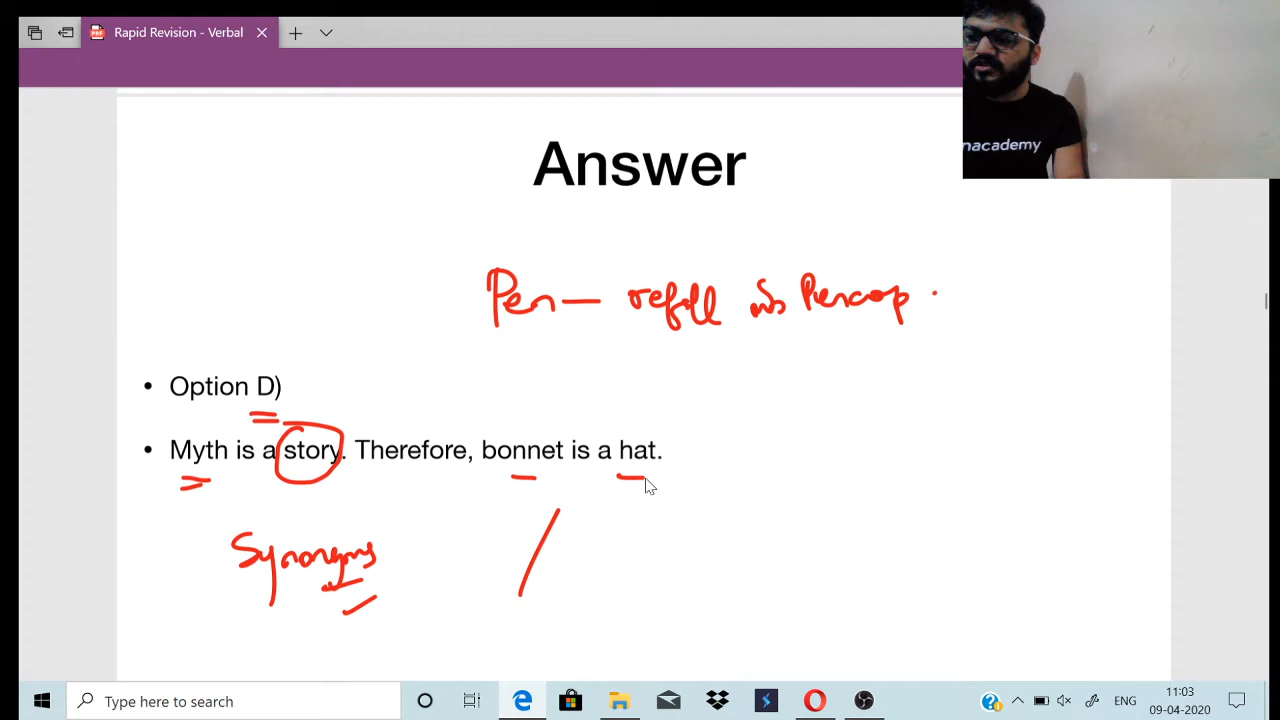 Rapid Revision - Verbal
nacademy
Answer
Pen — refill
• Option D)
• Myth is a story. Therefore, bonnet is a hat.
Synonyms
Type here to search
ENG
11:03
09-04-2020